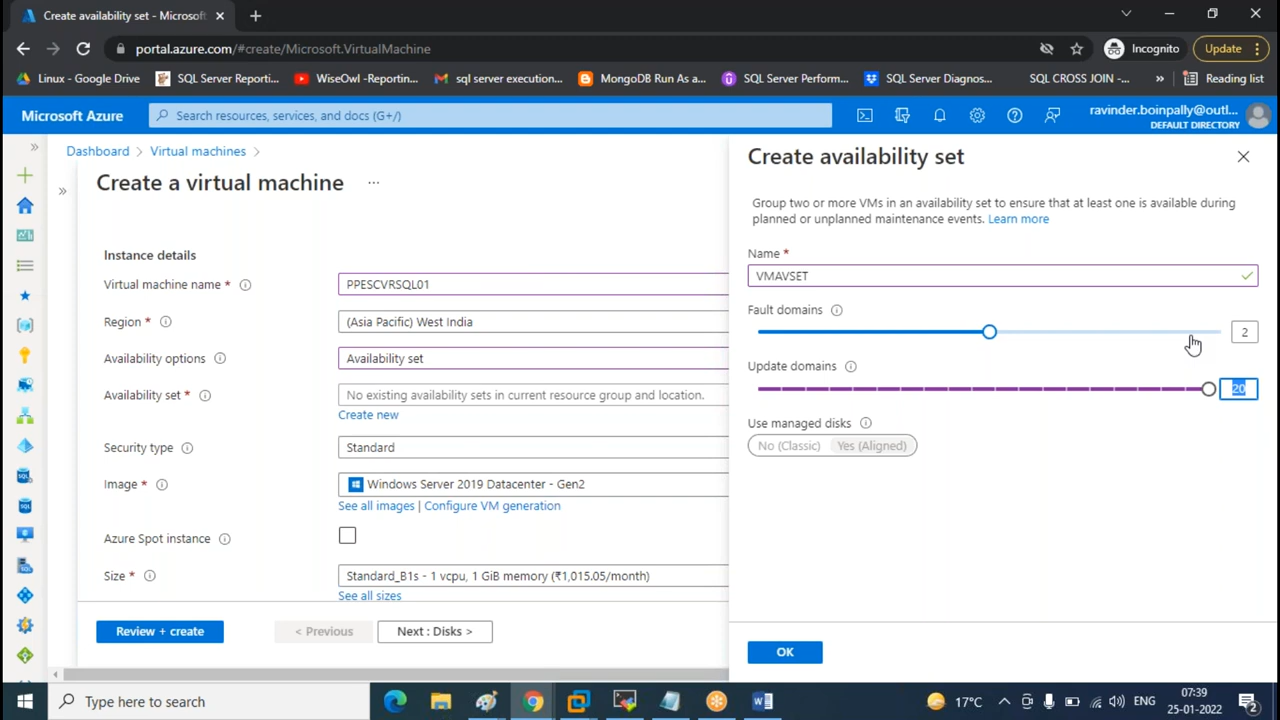 Create availability set - Microsoft
portal.azure.com/#create/Microsoft.VirtualMachine
Incognito
Update
Linux - Google Drive
SQL Server Reporti...
WiseOwl -Reportin...
sql server execution...
MongoDB Run As a...
SQL Server Perform...
SQL Server Diagnos...
SQL CROSS JOIN -...
»
Reading list
Microsoft Azure
Search resources, services, and docs (G+/)
ravinder.boinpally@outl...
DEFAULT DIRECTORY
Dashboard > Virtual machines >
Create a virtual machine ...
Instance details
Virtual machine name *
PPESCVRSQL01
Region *
(Asia Pacific) West India
Availability options
Availability set
Availability set *
No existing availability sets in current resource group and location.
Create new
Security type
Standard
Image *
Windows Server 2019 Datacenter - Gen2
See all images | Configure VM generation
Azure Spot instance
Size *
Standard_B1s - 1 vcpu, 1 GiB memory (₹1,015.05/month)
See all sizes
Review + create
< Previous
Next : Disks >
Create availability set
Group two or more VMs in an availability set to ensure that at least one is available during
planned or unplanned maintenance events. Learn more
Name *
VMAVSET
Fault domains
2
Update domains
20
Use managed disks
No (Classic)
Yes (Aligned)
OK
Type here to search
17°C
ENG
07:39
25-01-2022
2